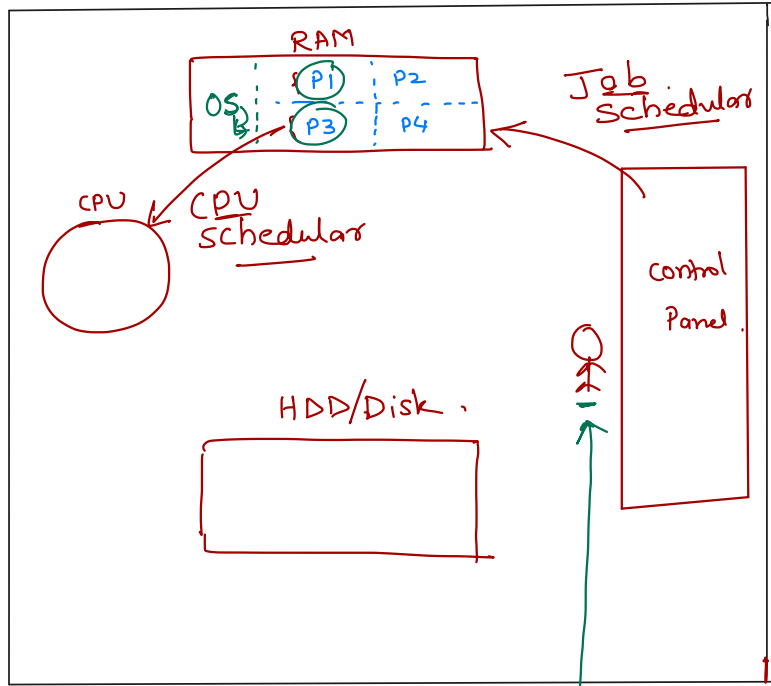 RAM
P1 P2
OS
P3 P4
Job
Schedular
CPU
CPU
Schedular
Control
Panel.
HDD/Disk.